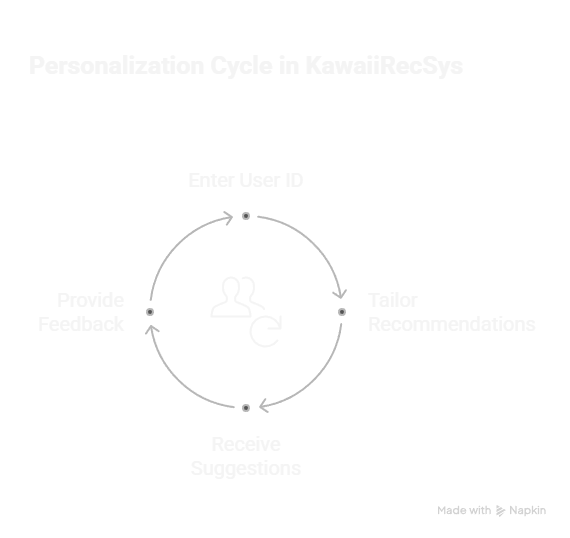 Personalization Cycle in KawaiiRecSys
Enter User ID
Provide
Feedback
Tailor
Recommendations
Receive
Suggestions
Made with Napkin